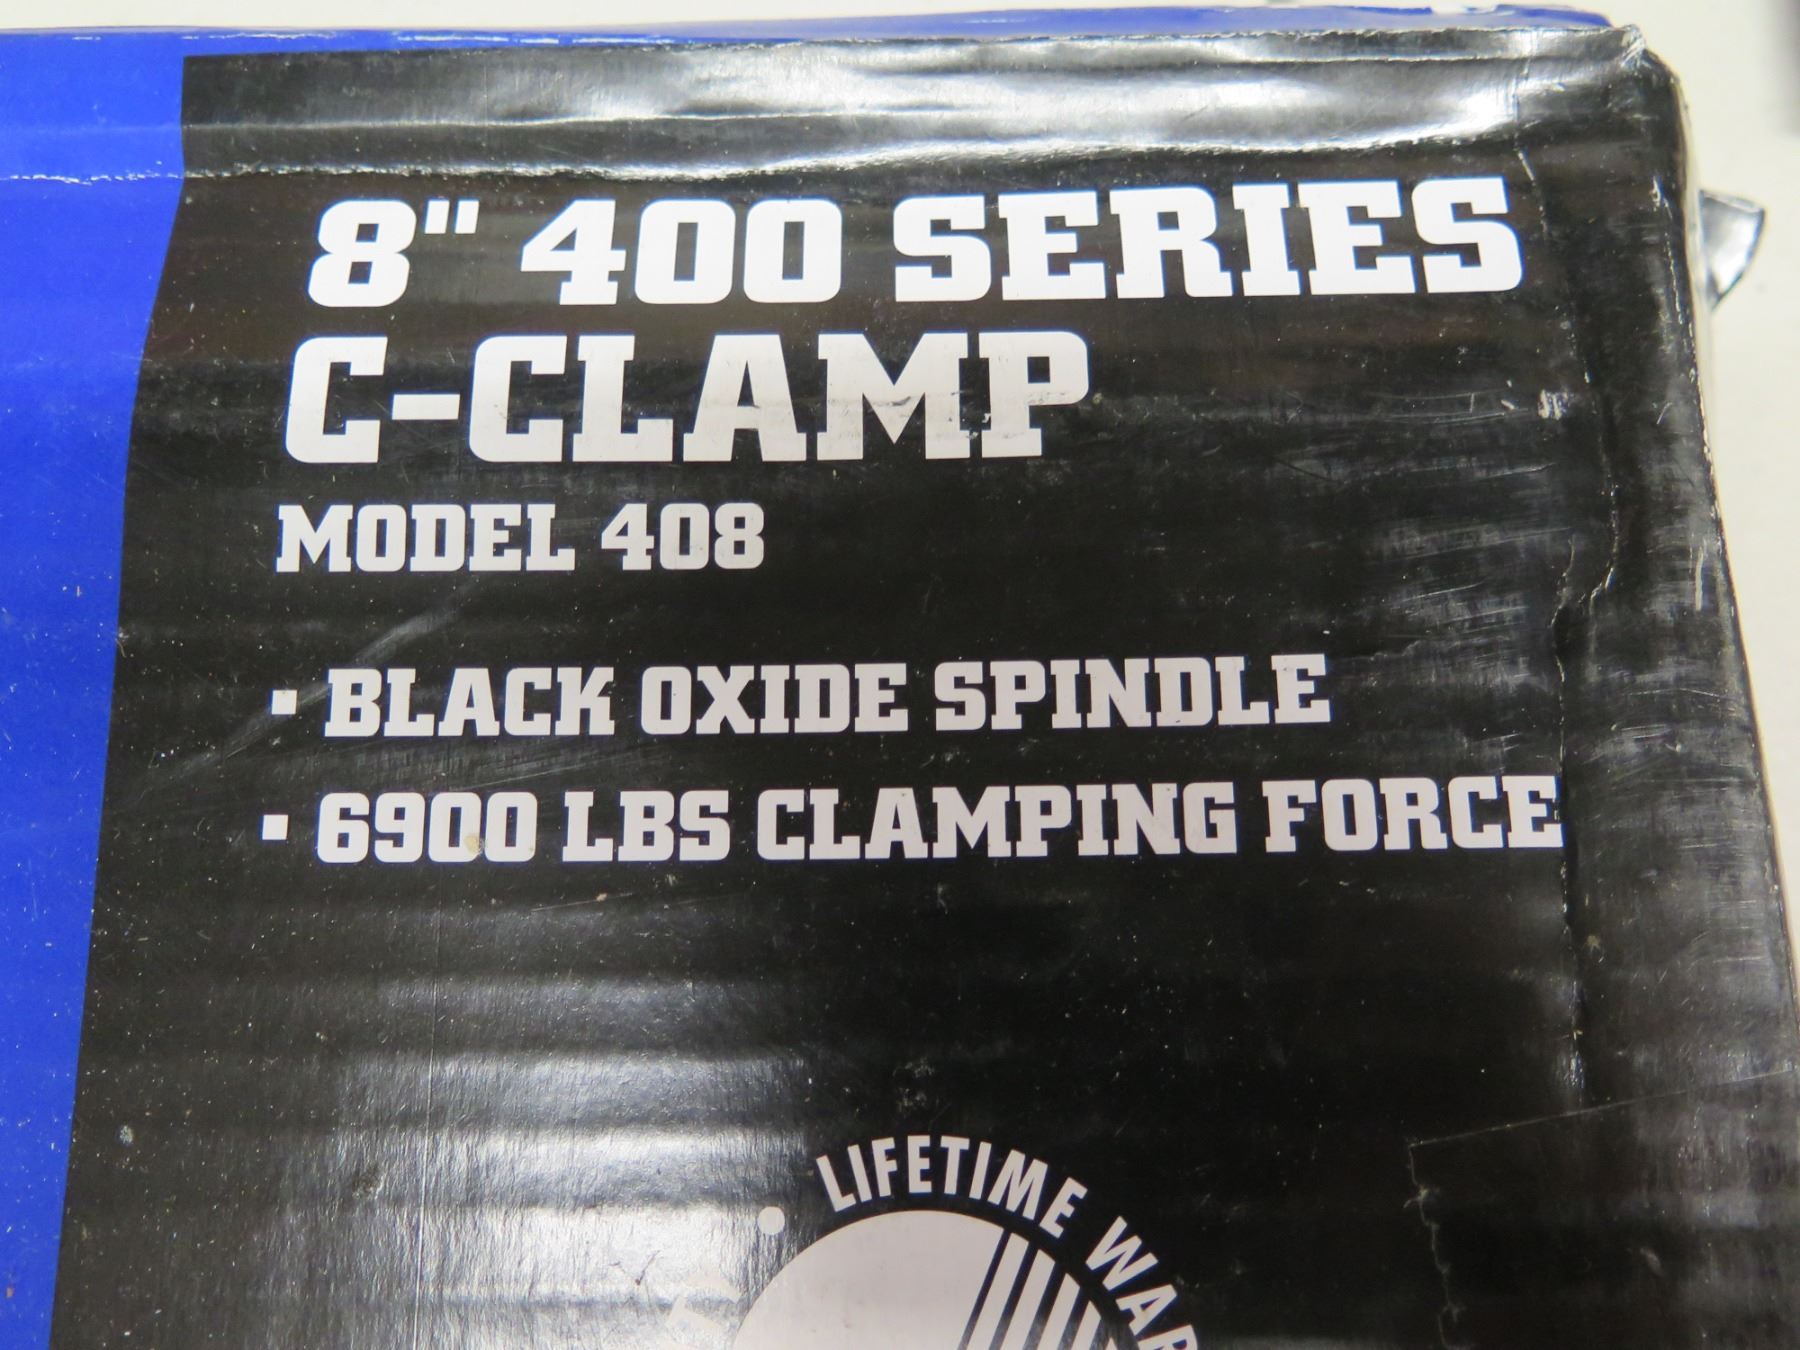 8" 400 SERIES
C-CLAMP
MODEL 408
▪ BLACK OXIDE SPINDLE
▪ 6900 LBS CLAMPING FORCE
• LIFETIME